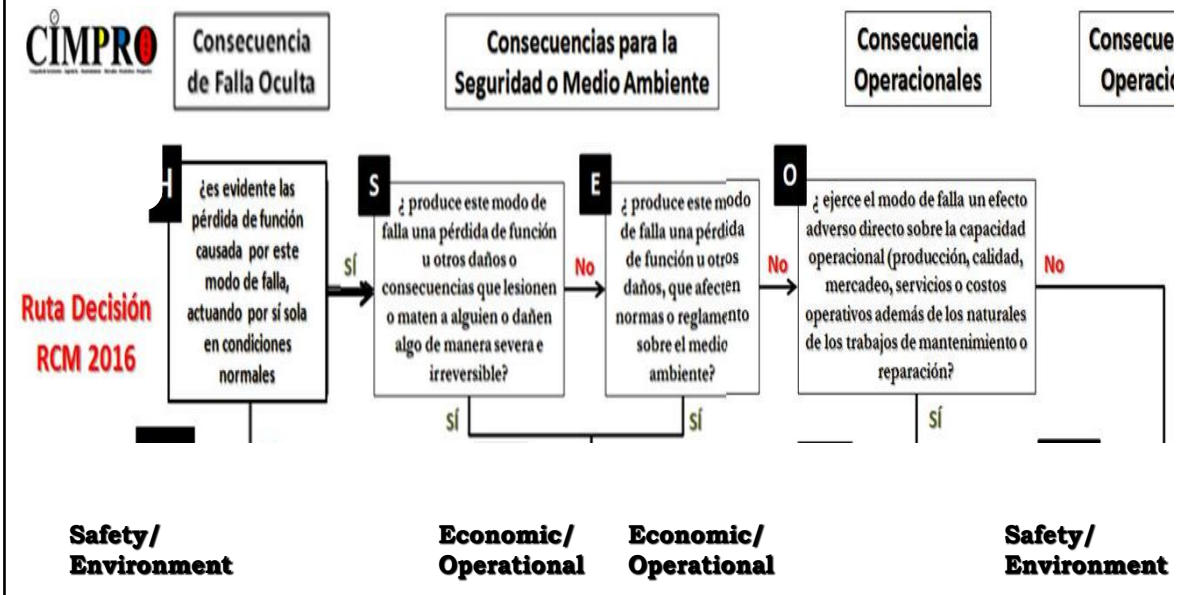 CIMPRO
Consecuencia
de Falla Oculta
Consecuencias para la
Seguridad o Medio Ambiente
Consecuencia
Operacionales
Consecue
Operacio
Ruta Decisión
RCM 2016
H
¿es evidente las
pérdida de función
causada por este
modo de falla,
actuando por sí sola
en condiciones
normales
SÍ
S
¿ produce este modo de
falla una pérdida de función
u otros daños o
consecuencias que lesionen
o maten a alguien o dañen
algo de manera severa e
irreversible?
No
SÍ
E
¿ produce este modo
de falla una pérdida
de función u otros
daños, que afecten
normas o reglamento
sobre el medio
ambiente?
No
SÍ
O
¿ ejerce el modo de falla un efecto
adverso directo sobre la capacidad
operacional (producción, calidad,
mercadeo, servicios o costos
operativos además de los naturales
de los trabajos de mantenimiento o
reparación?
No
SÍ
Safety/
Environment
Economic/
Operational
Economic/
Operational
Safety/
Environment